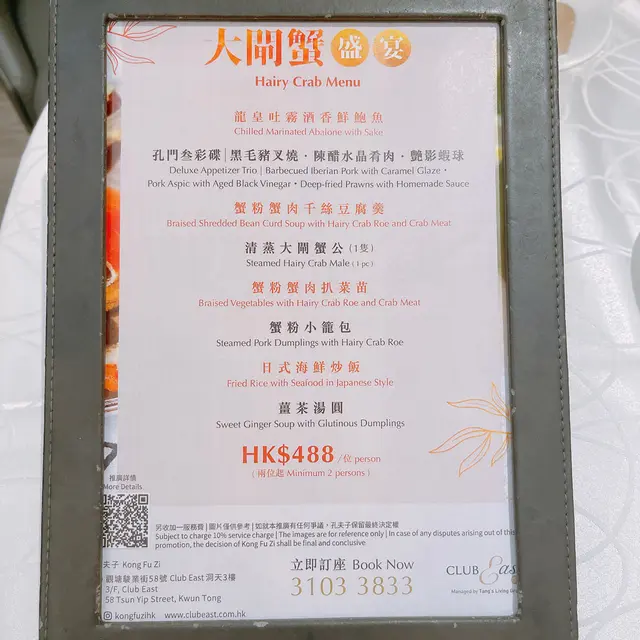 大閘蟹盛宴
Hairy Crab Menu
龍皇吐霧酒香鮮鮑魚
Chilled Marinated Abalone with Sake
孔門叁彩碟|黑毛豬叉燒·陳醋水晶肴肉·艷影蝦球
Deluxe Appetizer Trio | Barbecued Iberian Pork with Caramel Glaze •
Pork Aspic with Aged Black Vinegar • Deep-fried Prawns with Homemade Sauce
蟹粉蟹肉千絲豆腐羹
Braised Shredded Bean Curd Soup with Hairy Crab Roe and Crab Meat
清蒸大閘蟹公(1隻)
Steamed Hairy Crab Male (1 pc)
蟹粉蟹肉扒菜苗
Braised Vegetables with Hairy Crab Roe and Crab Meat
蟹粉小籠包
Steamed Pork Dumplings with Hairy Crab Roe
日式海鮮炒飯
Fried Rice with Seafood in Japanese Style
薑茶湯圓
Sweet Ginger Soup with Glutinous Dumplings
HK$488 /位 person
(兩位起 Minimum 2 persons)
推廣詳情
More Details
另收加一服務費 | 圖片僅供參考 | 如就本推廣有任何爭議，孔夫子保留最終決定權
Subject to charge 10% service charge | The images are for reference only | In case of any disputes arising out of this
promotion, the decision of Kong Fu Zi shall be final and conclusive
夫子 Kong Fu Zi
觀塘駿業街58號 Club East 洞天3樓
3/F, Club East
58 Tsun Yip Street, Kwun Tong
kongfuzihk www.clubeast.com.hk
立即訂座 Book Now
3103 3833
CLUB East
Managed by Tang's Living